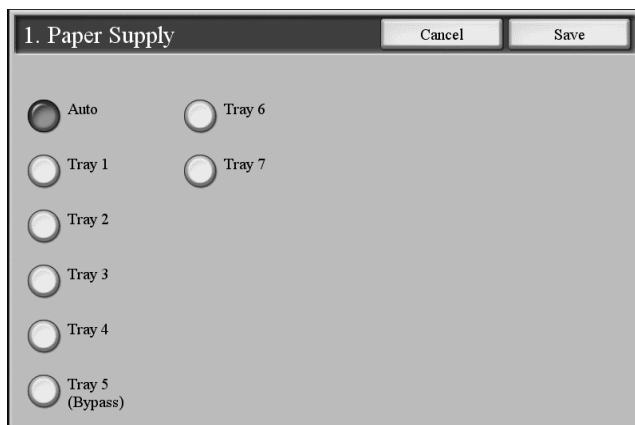 1. Paper Supply
Cancel
Save
Auto
Tray 6
Tray 1
Tray 7
Tray 2
Tray 3
Tray 4
Tray 5
(Bypass)